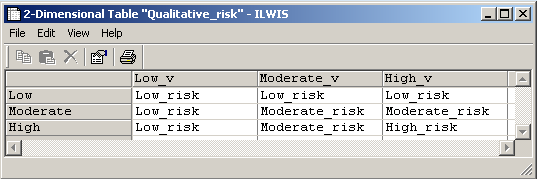 2-Dimensional Table "Qualitative_risk" - ILWIS
File Edit View Help
Low_v Moderate_v High_v
Low Low_risk Low_risk Low_risk
Moderate Low_risk Moderate_risk Moderate_risk
High Low_risk Moderate_risk High_risk